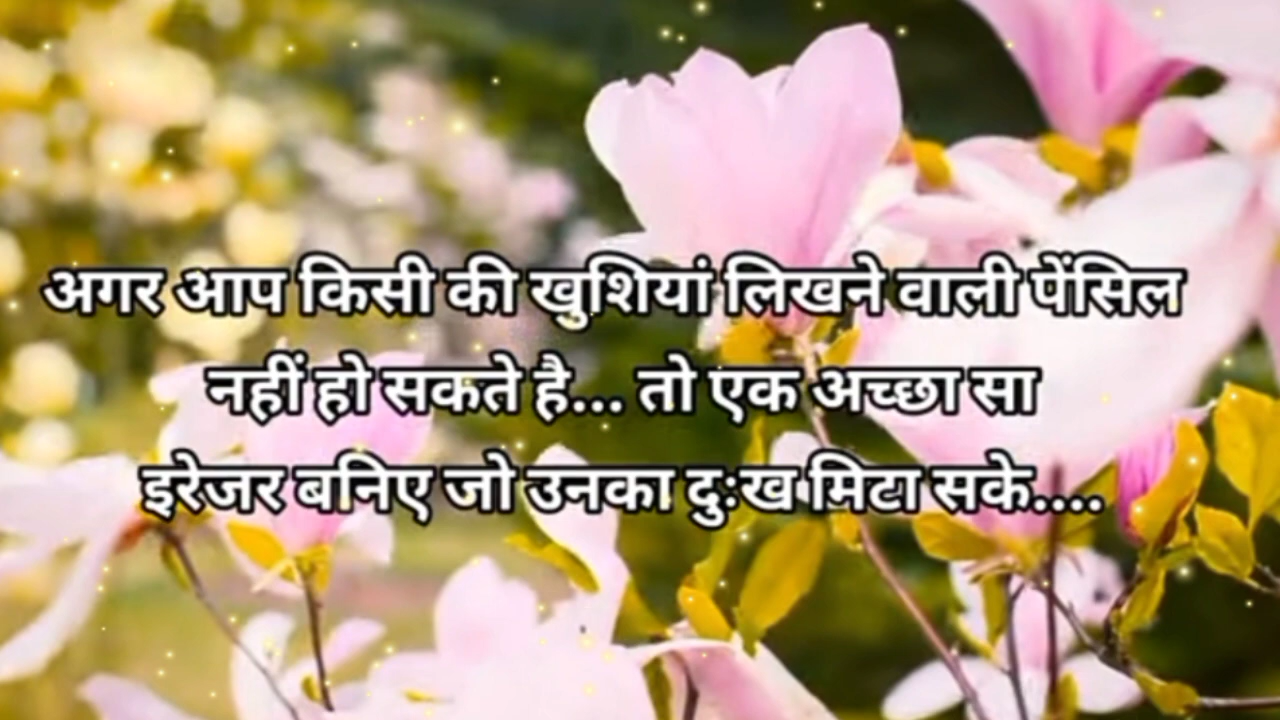 अगर आप किसी की खुशियां लिखने वाली पेंसिल
नहीं हो सकते है... तो एक अच्छा सा
इरेजर बनिए जो उनका दुःख मिटा सके....